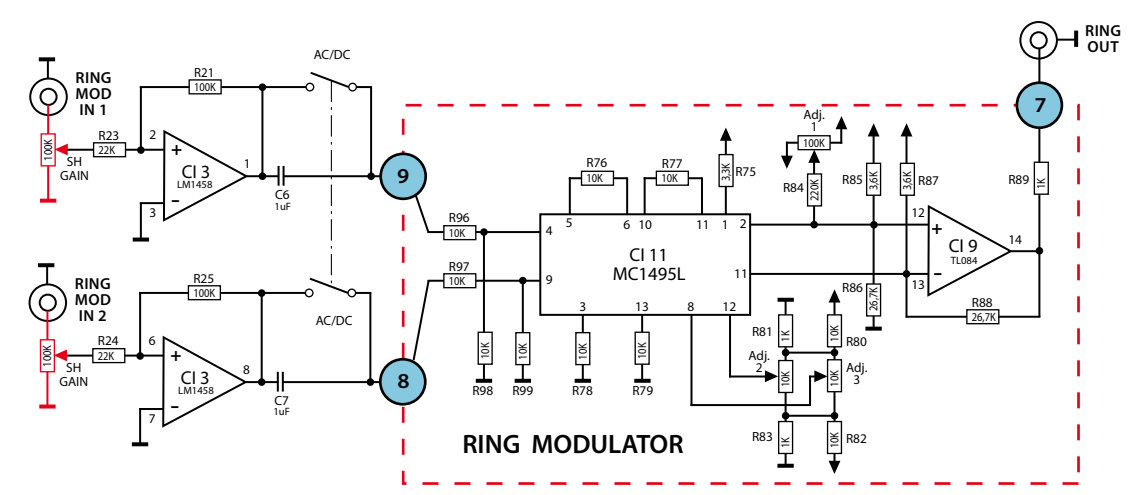 RING
MOD
IN 1
100K
SH
GAIN
R23
22K
R21
100K
2
+
CI 3
LM1458
1
3
−
C6
1uF
AC/DC
9
RING
MOD
IN 2
100K
SH
GAIN
R24
22K
R25
100K
6
+
CI 3
LM1458
8
7
−
C7
1uF
AC/DC
8
R96
10K
R97
10K
10K
R98
10K
R99
R76
10K
R77
10K
3,3K
R75
5
6
10
11
1
2
4
9
CI 11
MC1495L
11
3
13
8
12
10K
R78
10K
R79
Adj.
1
100K
R84
220K
R85
3,6K
3,6K
R87
R86
26,7K
12
+
CI 9
TL084
14
13
−
R88
26,7K
R89
1K
7
RING
OUT
R81
1K
10K
R80
Adj.
2
10K
10K
Adj.
3
R83
1K
10K
R82
RING MODULATOR